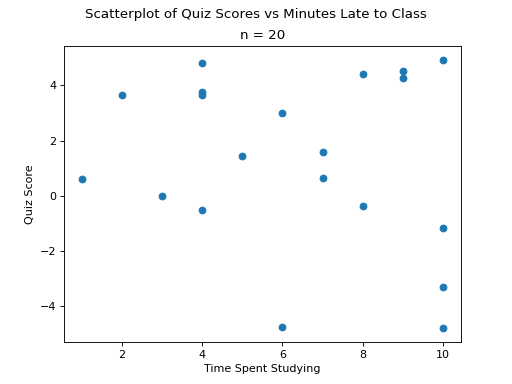 Scatterplot of Quiz Scores vs Minutes Late to Class
n = 20
4
2
0
−2
−4
Quiz Score
2 4 6 8 10
Time Spent Studying